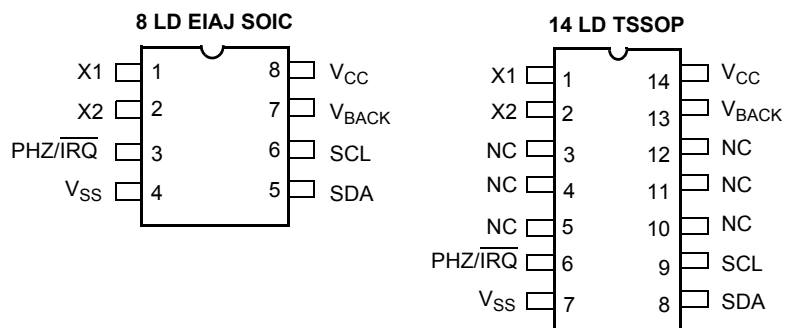 8 LD EIAJ SOIC
X1 1 8 VCC
X2 2 7 VBACK
PHZ/IRQ 3 6 SCL
VSS 4 5 SDA
14 LD TSSOP
X1 1 14 VCC
X2 2 13 VBACK
NC 3 12 NC
NC 4 11 NC
NC 5 10 NC
PHZ/IRQ 6 9 SCL
VSS 7 8 SDA